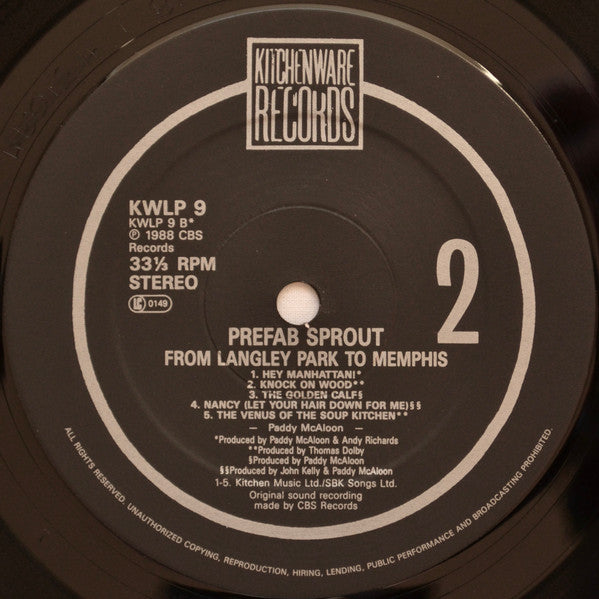 KITCHENWARE
RECORDS
KWLP 9
KWLP 9 B*
℗ 1988 CBS
Records
33⅓ RPM
STEREO
LC 0149
2
PREFAB SPROUT
FROM LANGLEY PARK TO MEMPHIS
1. HEY MANHATTAN!*
2. KNOCK ON WOOD**
3. THE GOLDEN CALF§
4. NANCY (LET YOUR HAIR DOWN FOR ME)§§
5. THE VENUS OF THE SOUP KITCHEN**
— Paddy McAloon —
*Produced by Paddy McAloon & Andy Richards
**Produced by Thomas Dolby
§Produced by Paddy McAloon
§§Produced by John Kelly & Paddy McAloon
1-5. Kitchen Music Ltd./SBK Songs Ltd.
Original sound recording
made by CBS Records
ALL RIGHTS RESERVED. UNAUTHORIZED COPYING, REPRODUCTION, HIRING, LENDING, PUBLIC PERFORMANCE AND BROADCASTING PROHIBITED.